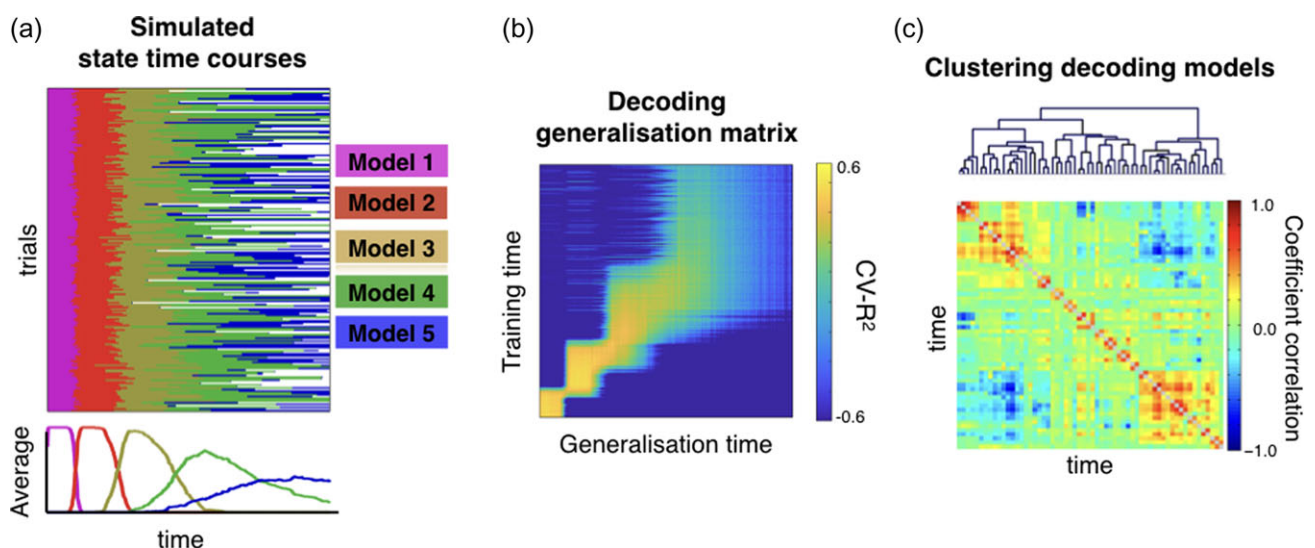 (a)
Simulated
state time courses
trials
Model 1
Model 2
Model 3
Model 4
Model 5
Average
time
(b)
Decoding
generalisation matrix
Training time
Generalisation time
0.6
CV-R²
-0.6
(c)
Clustering decoding models
time
time
1.0
0.0
−1.0
Coefficient correlation